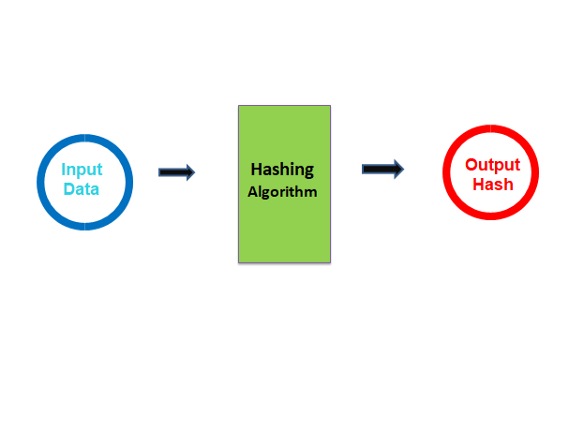 Input
Data
Hashing
Algorithm
Output
Hash